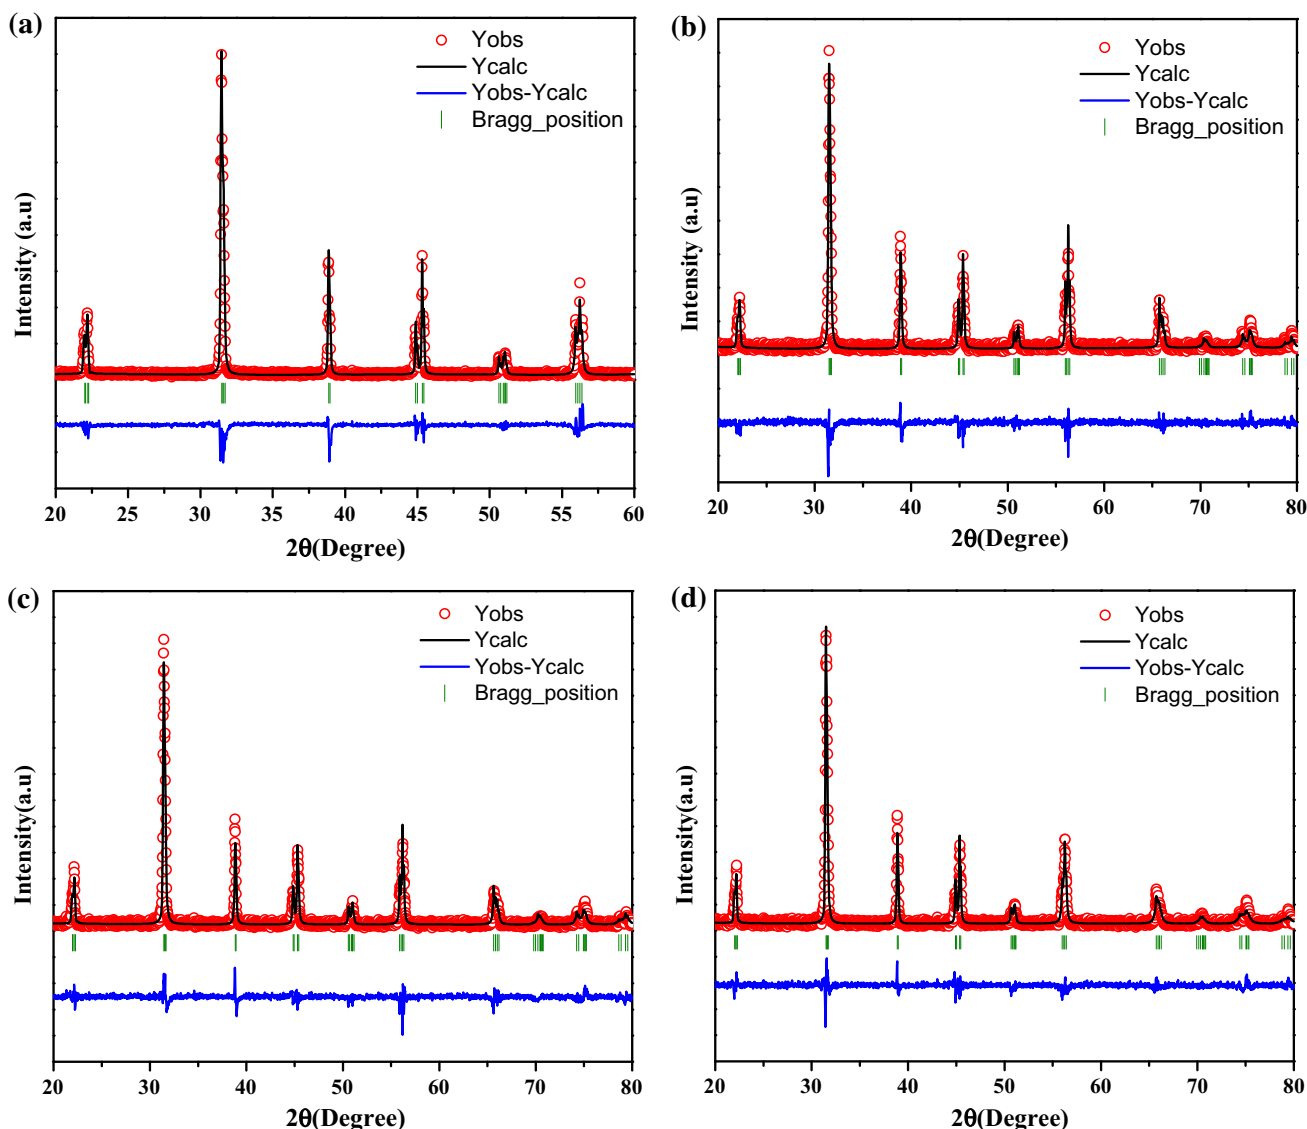 (a)
Yobs
Ycalc
Yobs-Ycalc
Bragg_position
Intensity (a.u)
20 25 30 35 40 45 50 55 60
2θ(Degree)
(b)
Yobs
Ycalc
Yobs-Ycalc
Bragg_position
Intensity (a.u)
20 30 40 50 60 70 80
2θ(Degree)
(c)
Yobs
Ycalc
Yobs-Ycalc
Bragg_position
Intensity(a.u)
20 30 40 50 60 70 80
2θ(Degree)
(d)
Yobs
Ycalc
Yobs-Ycalc
Bragg_position
Intensity(a.u)
20 30 40 50 60 70 80
2θ(Degree)